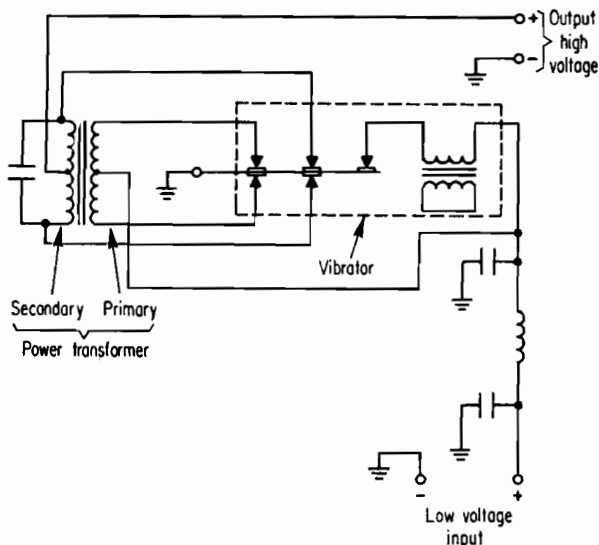 + Output
high
- voltage
Vibrator
Secondary Primary
Power transformer
- +
Low voltage
input